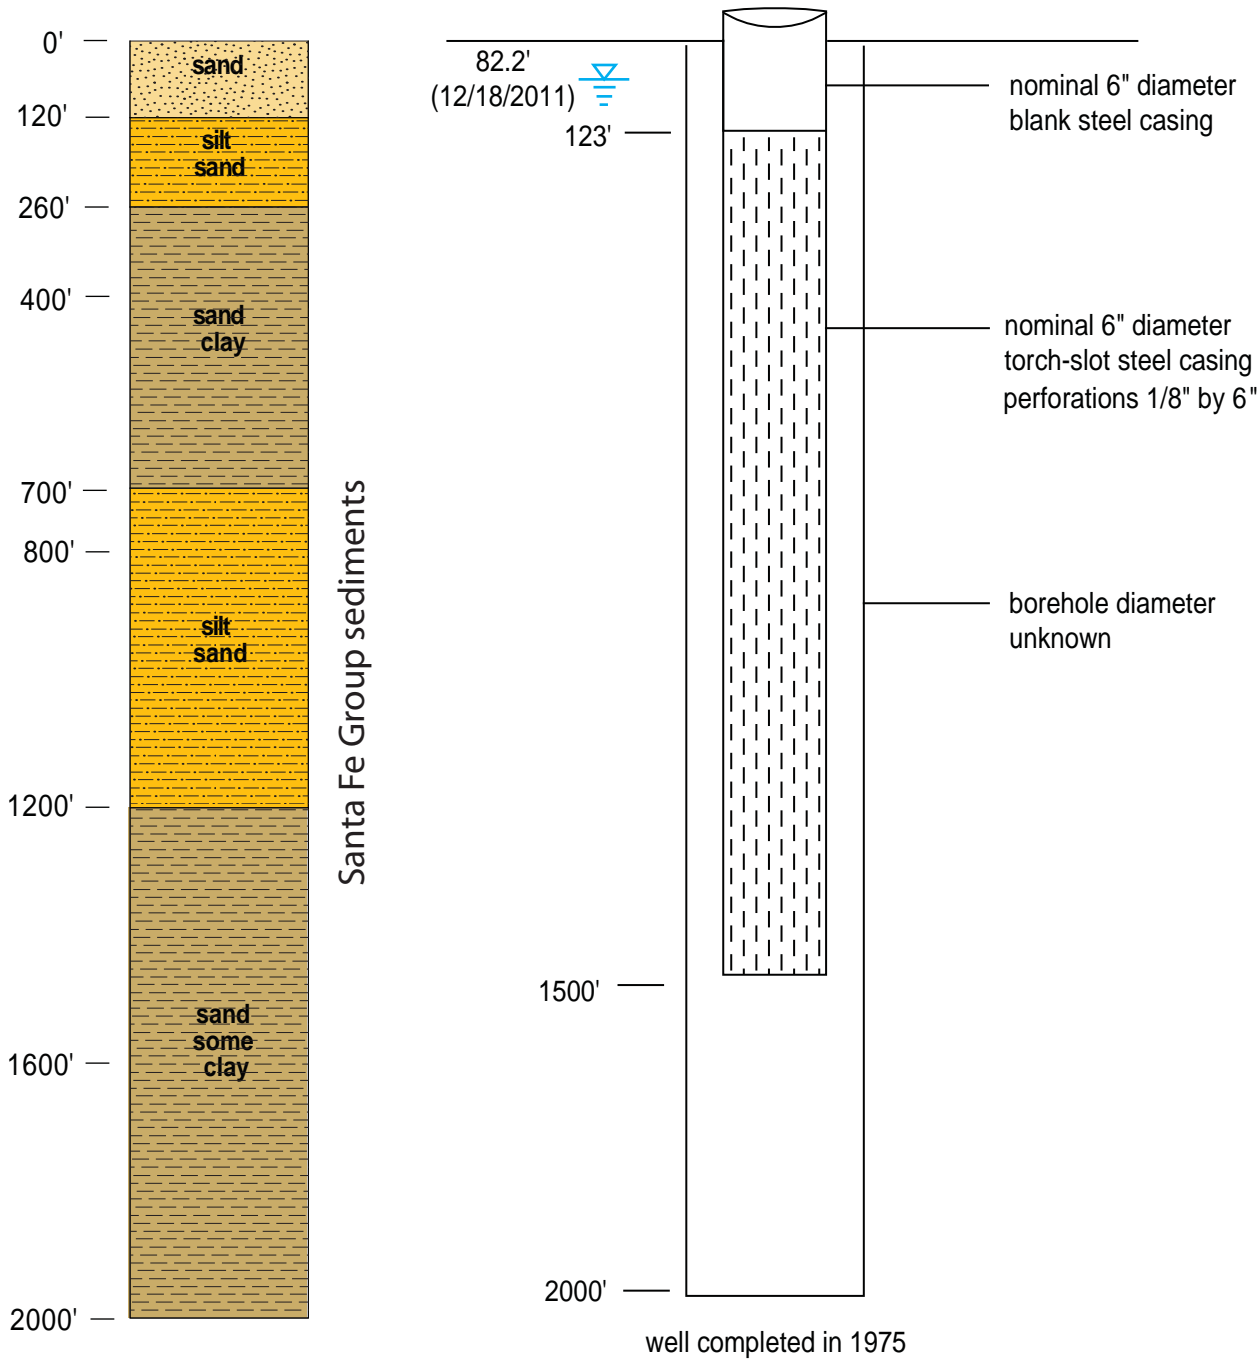 0'
sand
120'
silt
sand
260'
400'
sand
clay
700'
800'
silt
sand
1200'
sand
some
clay
1600'
2000'
Santa Fe Group sediments
82.2'
(12/18/2011)
123'
1500'
2000'
nominal 6" diameter
blank steel casing
nominal 6" diameter
torch-slot steel casing
perforations 1/8" by 6"
borehole diameter
unknown
well completed in 1975